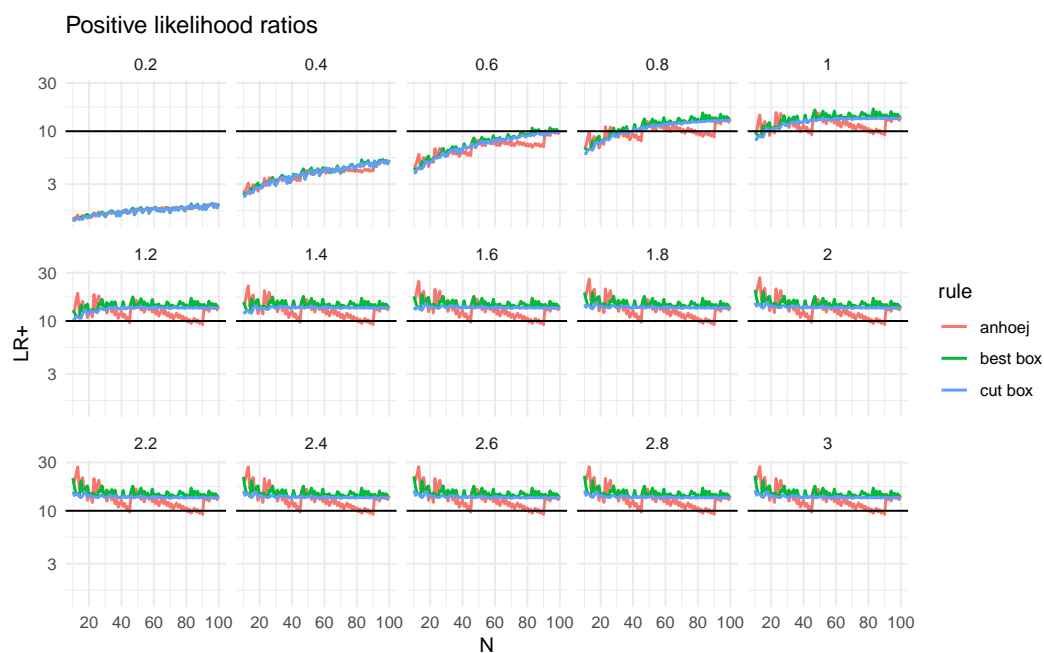 Positive likelihood ratios
0.2 0.4 0.6 0.8 1
30
10
3
1.2 1.4 1.6 1.8 2
30
10
3
2.2 2.4 2.6 2.8 3
30
10
3
20 40 60 80 100 20 40 60 80 100 20 40 60 80 100 20 40 60 80 100 20 40 60 80 100
N
LR+
rule
anhoej
best box
cut box